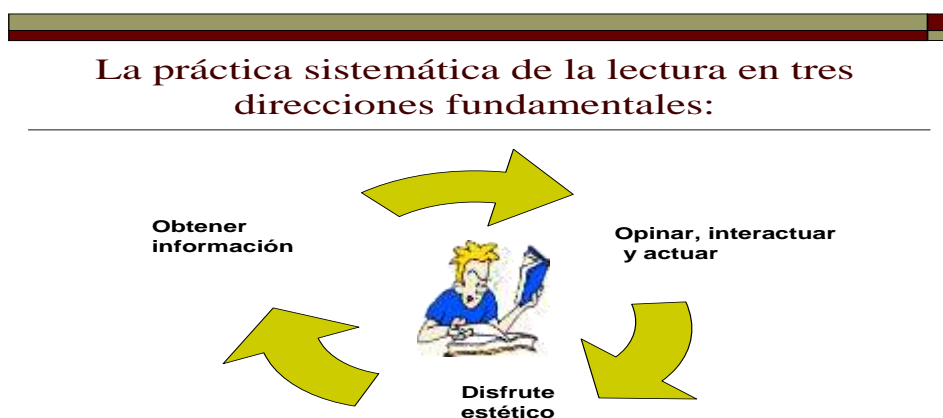 La práctica sistemática de la lectura en tres
direcciones fundamentales:
Obtener
información
Opinar, interactuar
y actuar
Disfrute
estético